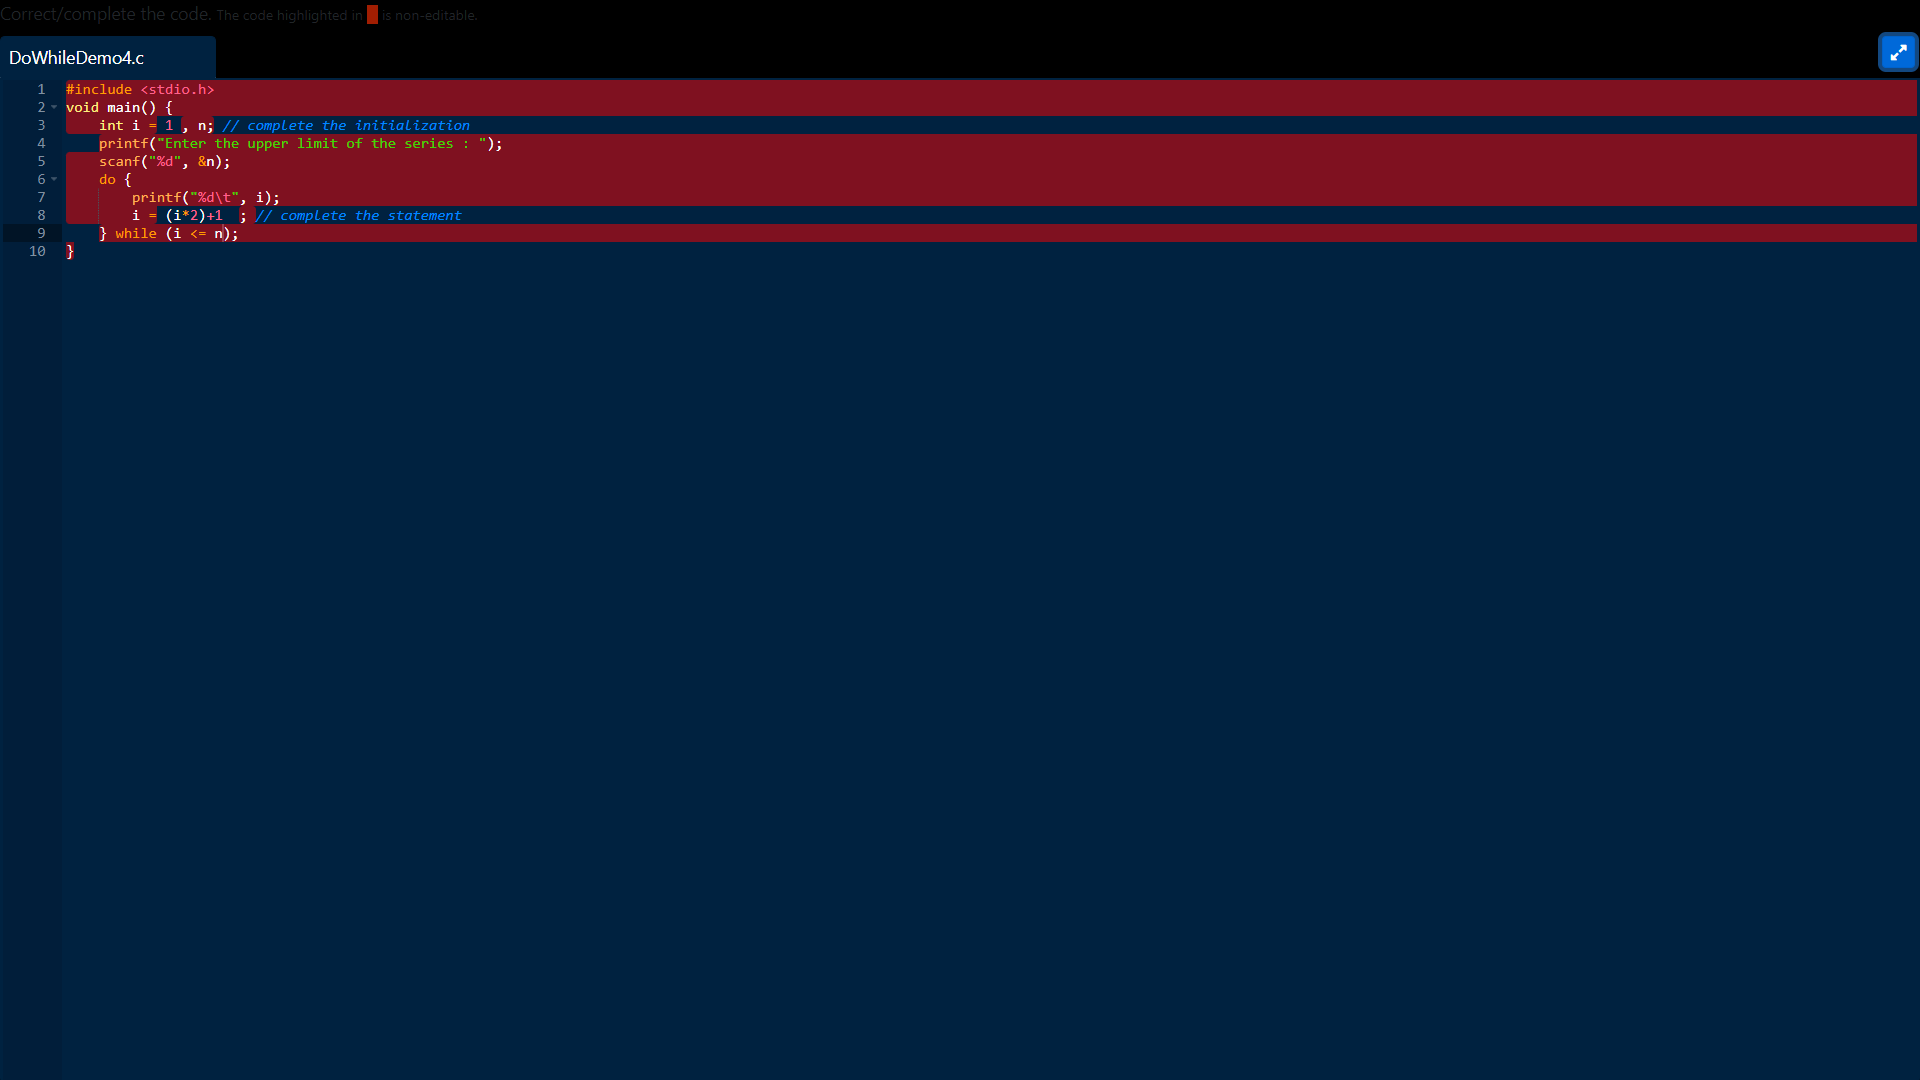 Correct/complete the code. The code highlighted in is non-editable.
DoWhileDemo4.c
1 #include <stdio.h>
2 void main() {
3 int i = 1 , n; // complete the initialization
4 printf("Enter the upper limit of the series : ");
5 scanf("%d", &n);
6 do {
7 printf("%d\t", i);
8 i = (i*2)+1 ; // complete the statement
9 } while (i <= n);
10 }